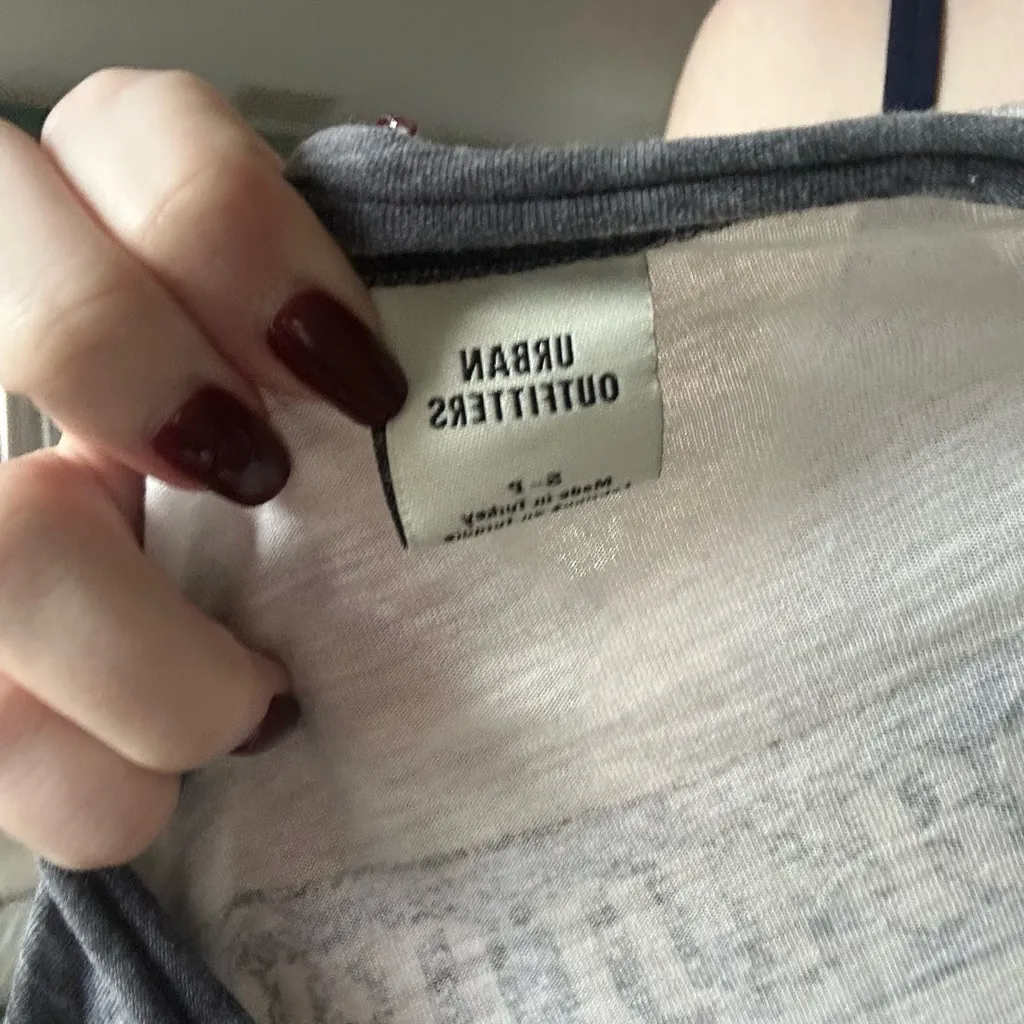 URBAN
OUTFITTERS
S-P
Made in Turkey